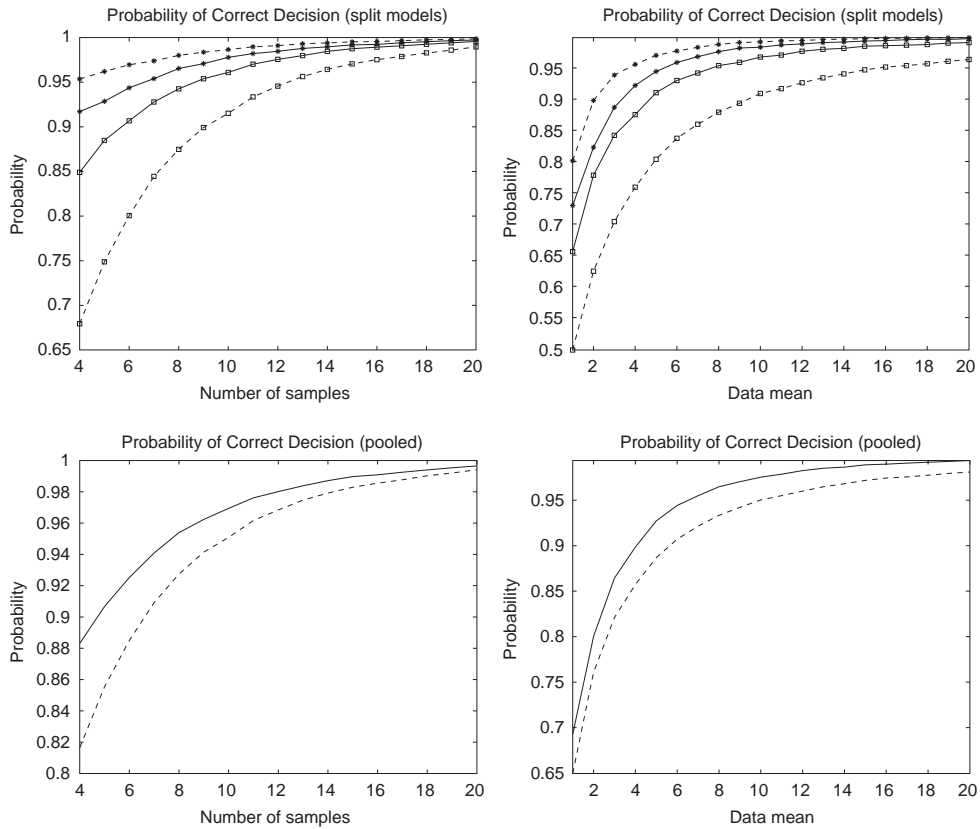 Probability of Correct Decision (split models)
1
0.95
0.9
0.85
0.8
0.75
0.7
0.65
Probability
4 6 8 10 12 14 16 18 20
Number of samples
Probability of Correct Decision (split models)
0.95
0.9
0.85
0.8
0.75
0.7
0.65
0.6
0.55
0.5
Probability
2 4 6 8 10 12 14 16 18 20
Data mean
Probability of Correct Decision (pooled)
1
0.98
0.96
0.94
0.92
0.9
0.88
0.86
0.84
0.82
0.8
Probability
4 6 8 10 12 14 16 18 20
Number of samples
Probability of Correct Decision (pooled)
0.95
0.9
0.85
0.8
0.75
0.7
0.65
Probability
2 4 6 8 10 12 14 16 18 20
Data mean